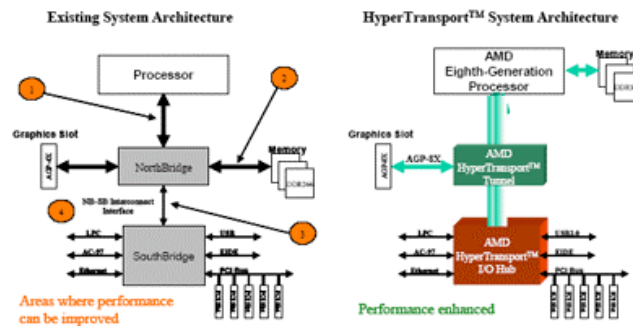 Existing System Architecture
Processor
1
2
Graphics Slot
AGP-8X
NorthBridge
Memory
DDR266
4
NB-SB Interconnect
Interface
3
LPC
AC-97
Ethernet
SouthBridge
USB
EIDE
PCI Bus
Areas where performance
can be improved
HyperTransport™ System Architecture
AMD
Eighth-Generation
Processor
Memory
Graphics Slot
AGP-8X
AMD
HyperTransport™
Tunnel
LPC
AC-97
Ethernet
AMD
HyperTransport™
I/O Hub
USB2.0
EIDE
PCI Bus
Performance enhanced